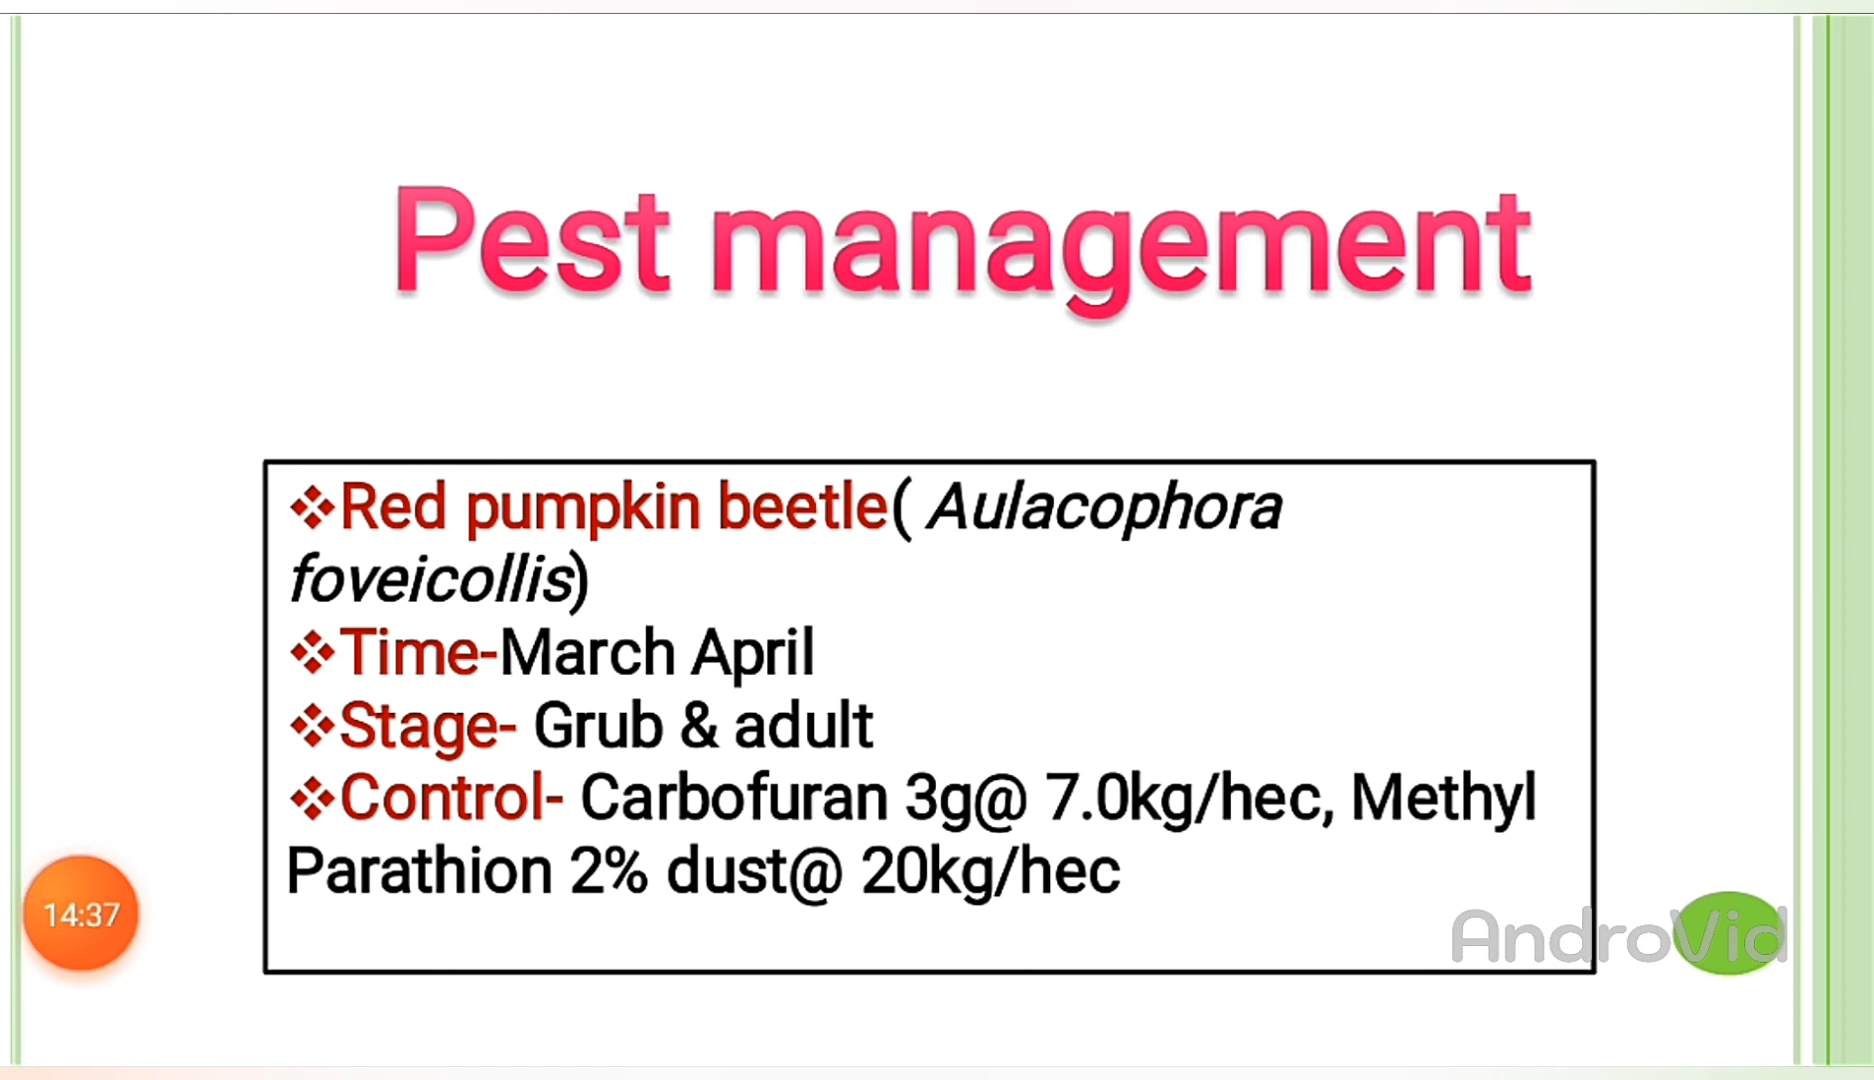 Pest management
❖Red pumpkin beetle( Aulacophora
foveicollis)
❖Time-March April
❖Stage- Grub & adult
❖Control- Carbofuran 3g@ 7.0kg/hec, Methyl
Parathion 2% dust@ 20kg/hec
14:37
AndroVid